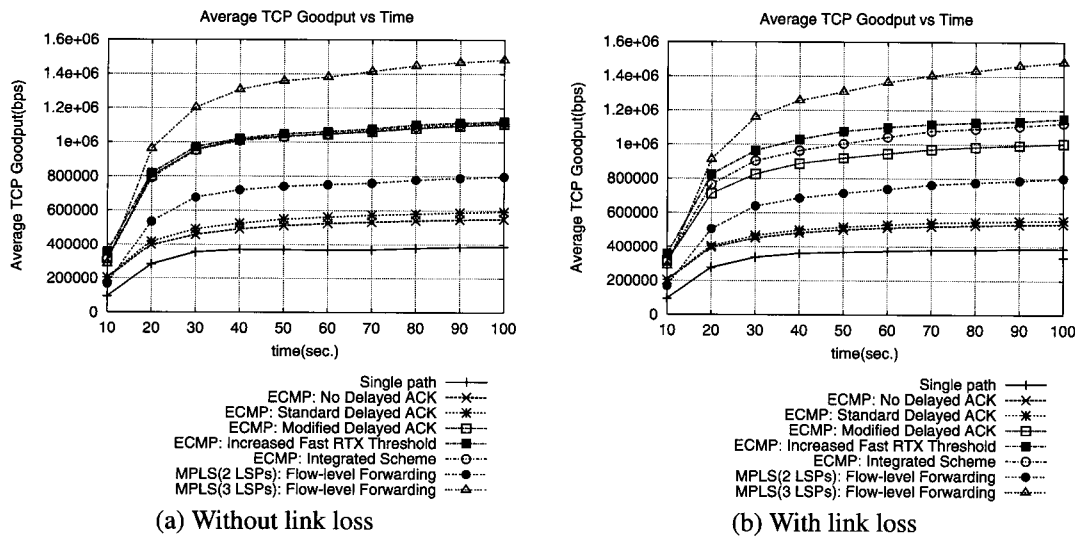 Average TCP Goodput vs Time
Average TCP Goodput(bps)
1.6e+06
1.4e+06
1.2e+06
1e+06
800000
600000
400000
200000
0
10 20 30 40 50 60 70 80 90 100
time(sec.)
Single path
ECMP: No Delayed ACK
ECMP: Standard Delayed ACK
ECMP: Modified Delayed ACK
ECMP: Increased Fast RTX Threshold
ECMP: Integrated Scheme
MPLS(2 LSPs): Flow-level Forwarding
MPLS(3 LSPs): Flow-level Forwarding
(a) Without link loss
Average TCP Goodput vs Time
Average TCP Goodput(bps)
1.6e+06
1.4e+06
1.2e+06
1e+06
800000
600000
400000
200000
0
10 20 30 40 50 60 70 80 90 100
time(sec.)
Single path
ECMP: No Delayed ACK
ECMP: Standard Delayed ACK
ECMP: Modified Delayed ACK
ECMP: Increased Fast RTX Threshold
ECMP: Integrated Scheme
MPLS(2 LSPs): Flow-level Forwarding
MPLS(3 LSPs): Flow-level Forwarding
(b) With link loss